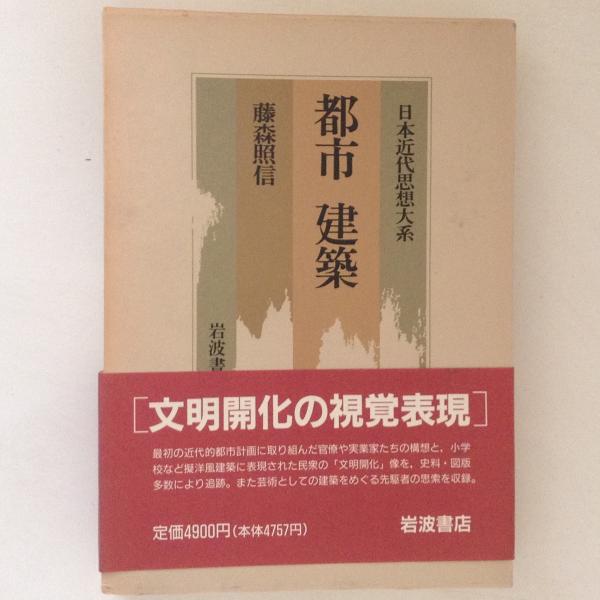 日本近代思想大系
都市 建築
藤森照信
岩波書
[文明開化の視覚表現]
最初の近代的都市計画に取り組んだ官僚や実業家たちの構想と、小学
校など擬洋風建築に表現された民衆の「文明開化」像を、史料・図版
多数により追跡。また芸術としての建築をめぐる先駆者の思索を収録。
定価4900円(本体4757円)
岩波書店